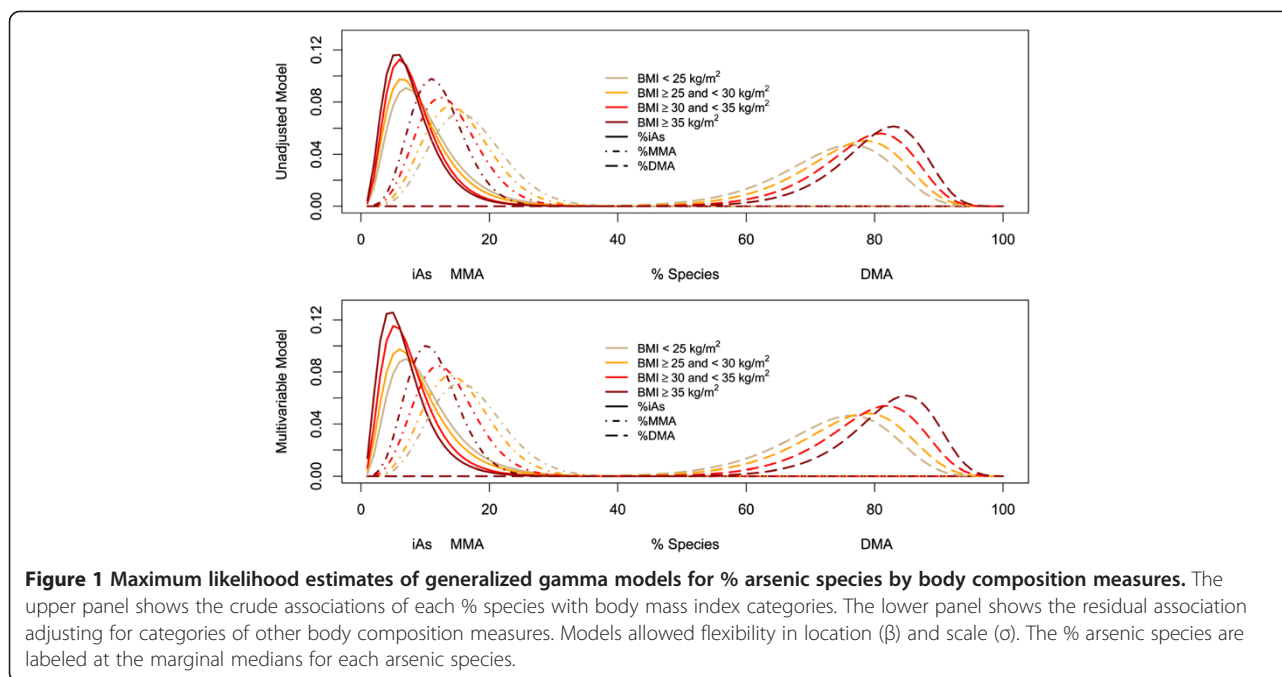 Unadjusted Model
0.00 0.04 0.08 0.12
BMI < 25 kg/m²
BMI ≥ 25 and < 30 kg/m²
BMI ≥ 30 and < 35 kg/m²
BMI ≥ 35 kg/m²
%iAs
%MMA
%DMA
0 20 40 60 80 100
iAs MMA % Species DMA
Multivariable Model
0.00 0.04 0.08 0.12
BMI < 25 kg/m²
BMI ≥ 25 and < 30 kg/m²
BMI ≥ 30 and < 35 kg/m²
BMI ≥ 35 kg/m²
%iAs
%MMA
%DMA
0 20 40 60 80 100
iAs MMA % Species DMA
Figure 1 Maximum likelihood estimates of generalized gamma models for % arsenic species by body composition measures. The
upper panel shows the crude associations of each % species with body mass index categories. The lower panel shows the residual association
adjusting for categories of other body composition measures. Models allowed flexibility in location (β) and scale (σ). The % arsenic species are
labeled at the marginal medians for each arsenic species.